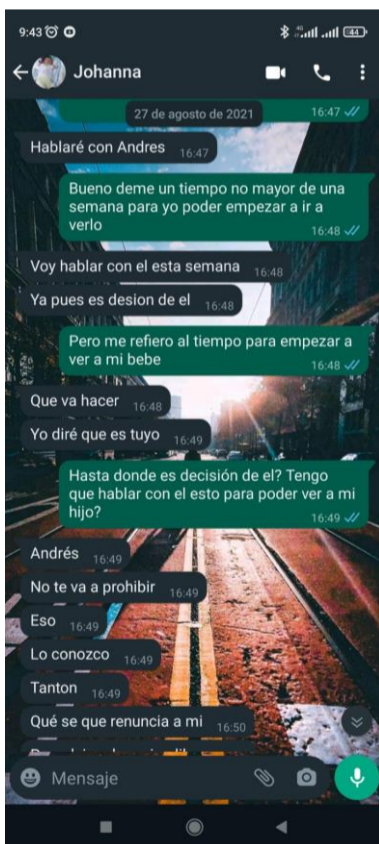 9:43
4G
44
Johanna
27 de agosto de 2021
16:47
Hablaré con Andres 16:47
Bueno deme un tiempo no mayor de una
semana para yo poder empezar a ir a
verlo
16:48
Voy hablar con el esta semana 16:48
Ya pues es desion de el 16:48
Pero me refiero al tiempo para empezar a
ver a mi bebe
16:48
Que va hacer 16:48
Yo diré que es tuyo 16:49
Hasta donde es decisión de el? Tengo
que hablar con el esto para poder ver a mi
hijo?
16:49
Andrés 16:49
No te va a prohibir 16:49
Eso 16:49
Lo conozco 16:49
Tanton 16:49
Qué se que renuncia a mi 16:50
Mensaje